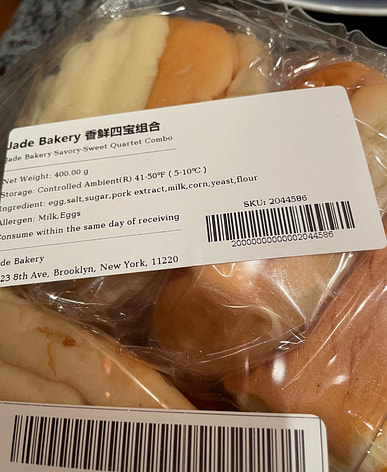 Jade Bakery 香鲜四宝组合
Jade Bakery Savory-Sweet Quartet Combo
Net Weight: 400.00 g
Storage: Controlled Ambient(R) 41-50°F ( 5-10°C )
Ingredient: egg,salt,sugar,pork extract,milk,corn,yeast,flour
Allergen: Milk,Eggs
Consume within the same day of receiving
SKU: 2044586
20000000000002044586
de Bakery
23 8th Ave, Brooklyn, New York, 11220